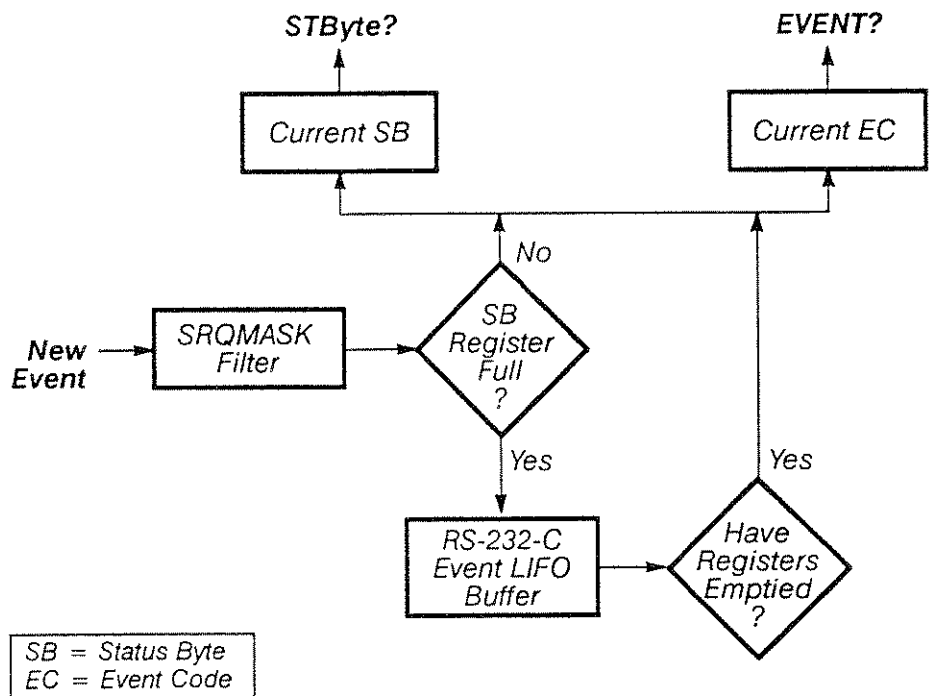 STByte?
EVENT?
Current SB
Current EC
No
New
Event
SRQMASK
Filter
SB
Register
Full
?
Yes
Yes
RS-232-C
Event LIFO
Buffer
Have
Registers
Emptied
?
SB = Status Byte
EC = Event Code